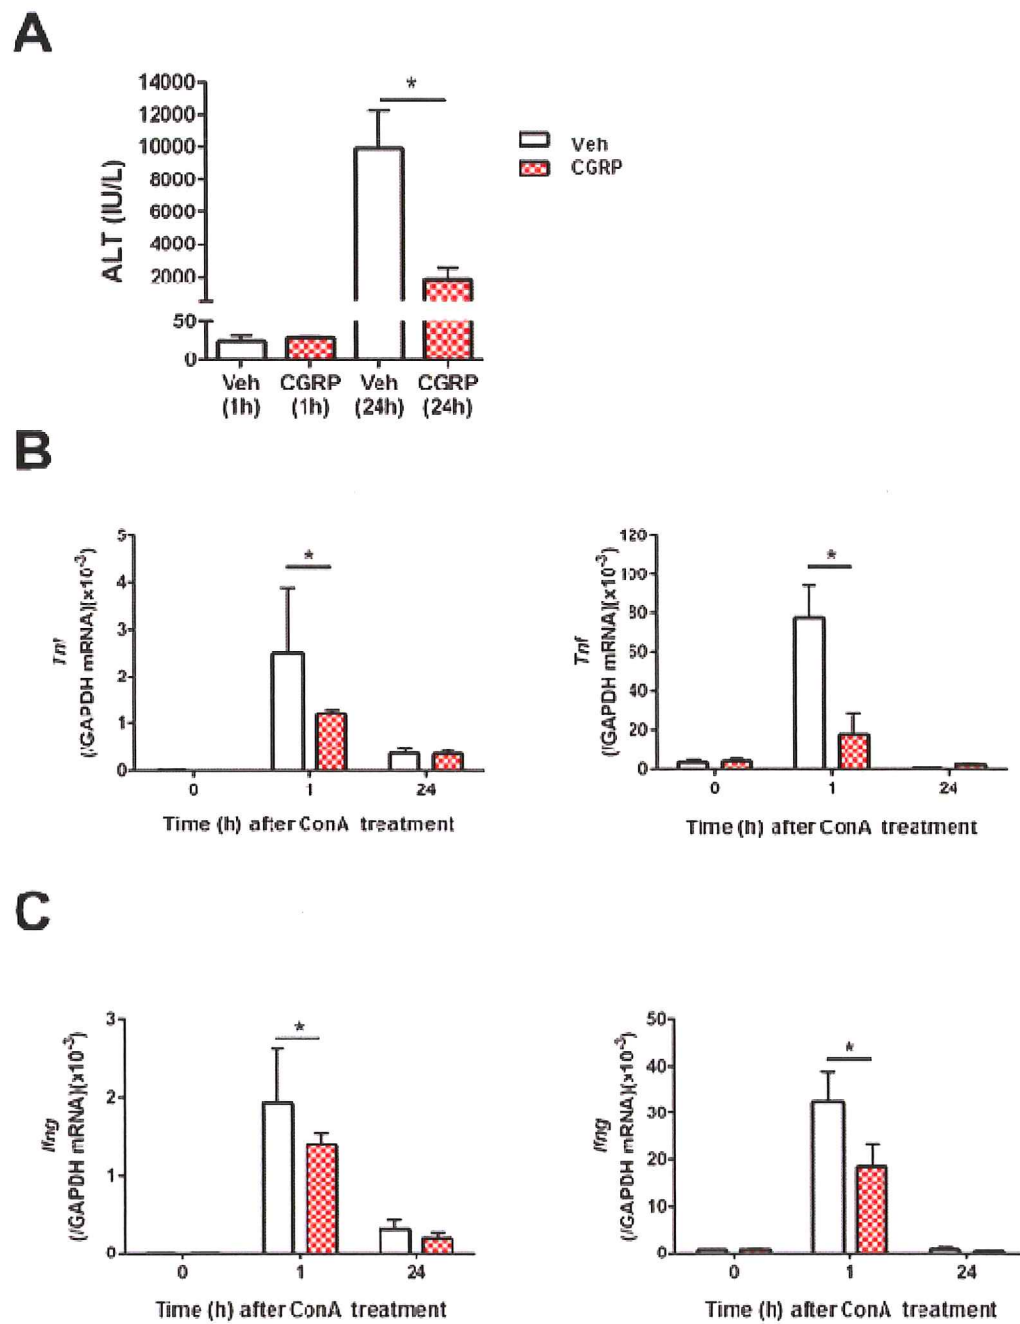 A
14000
12000
10000
8000
6000
4000
2000
50
0
ALT (IU/L)
*
Veh
CGRP
Veh CGRP Veh CGRP
(1h) (1h) (24h) (24h)
B
5
4
3
2
1
0
Tnf
(/GAPDH mRNA)(x10-3)
*
0 1 24
Time (h) after ConA treatment
120
100
80
60
40
20
0
Tnf
(/GAPDH mRNA)(x10-3)
*
0 1 24
Time (h) after ConA treatment
C
3
2
1
0
Ifng
(/GAPDH mRNA)(x10-3)
*
0 1 24
Time (h) after ConA treatment
50
40
30
20
10
0
Ifng
(/GAPDH mRNA)(x10-3)
*
0 1 24
Time (h) after ConA treatment